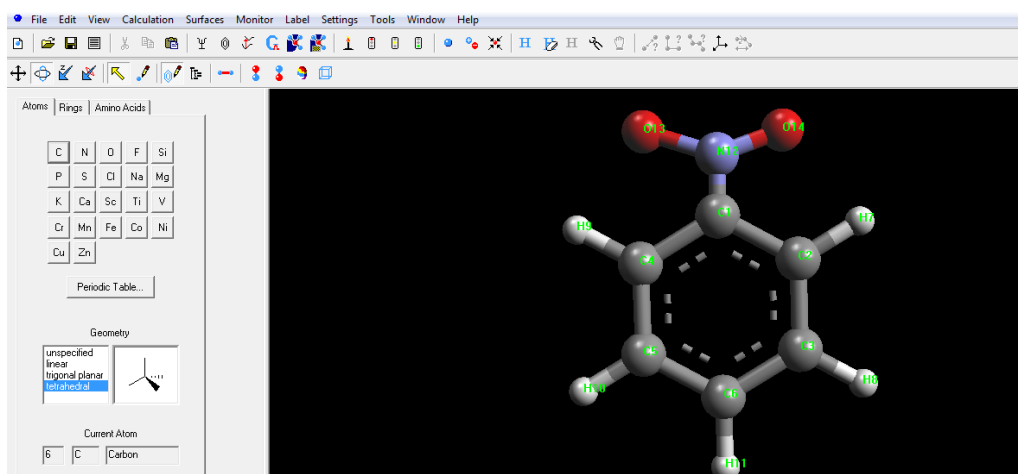 File Edit View Calculation Surfaces Monitor Label Settings Tools Window Help
H H H
Atoms Rings Amino Acids
C N O F Si
P S Cl Na Mg
K Ca Sc Ti V
Cr Mn Fe Co Ni
Cu Zn
Periodic Table...
Geometry
unspecified
linear
trigonal planar
tetrahedral
Current Atom
6 C Carbon
O13 O14
N12
C1
H9 H7
C4 C2
C5 C3
H10 H8
C6
H11